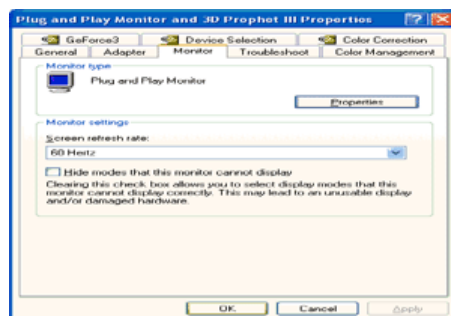 Plug and Play Monitor and 3D Prophet III Properties
GeForce3 Device Selection Color Correction
General Adapter Monitor Troubleshoot Color Management
Monitor type
Plug and Play Monitor
Properties
Monitor settings
Screen refresh rate:
60 Hertz
Hide modes that this monitor cannot display
Clearing this check box allows you to select display modes that this
monitor cannot display correctly. This may lead to an unusable display
and/or damaged hardware.
OK Cancel Apply